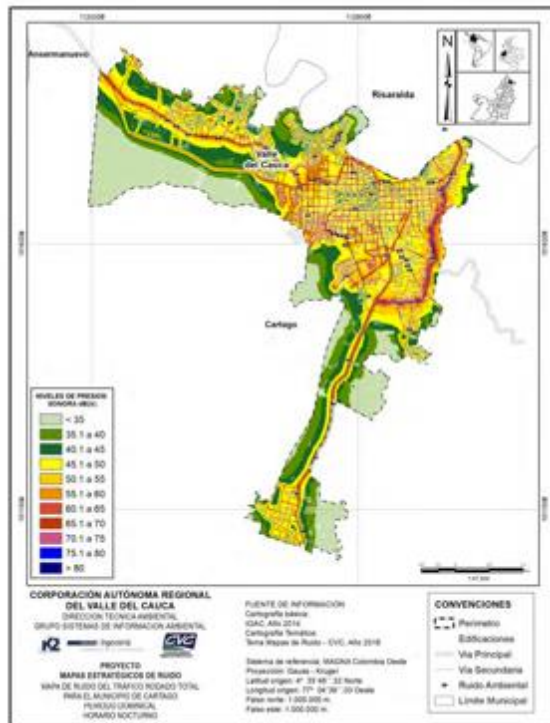 Ansermanuevo
N
Risaralda
Valle
del Cauca
Cartago
NIVELES DE PRESION
SONORA dB(A)
< 35
35.1 a 40
40.1 a 45
45.1 a 50
50.1 a 55
55.1 a 60
60.1 a 65
65.1 a 70
70.1 a 75
75.1 a 80
> 80
CORPORACIÓN AUTÓNOMA REGIONAL
DEL VALLE DEL CAUCA
DIRECCIÓN TÉCNICA AMBIENTAL
GRUPO SISTEMAS DE INFORMACIÓN AMBIENTAL
K2 Ingeniería
CVC
PROYECTO
MAPAS ESTRATÉGICOS DE RUIDO
MAPA DE RUIDO DEL TRÁFICO RODADO TOTAL
PARA EL MUNICIPIO DE CARTAGO
PERIODO DOMINICAL
HORARIO NOCTURNO
FUENTE DE INFORMACIÓN
Cartografía básica:
IGAC, Año 2014
Cartografía Temática:
Tema Mapas de Ruido - CVC, Año 2018
Sistema de referencia: MAGNA Colombia Oeste
Proyección: Gauss - Kruger
Falso norte: 1.000.000 m.
Falso este: 1.000.000 m.
CONVENCIONES
Perímetro
Edificaciones
Vía Principal
Vía Secundaria
Ruido Ambiental
Límite Municipal